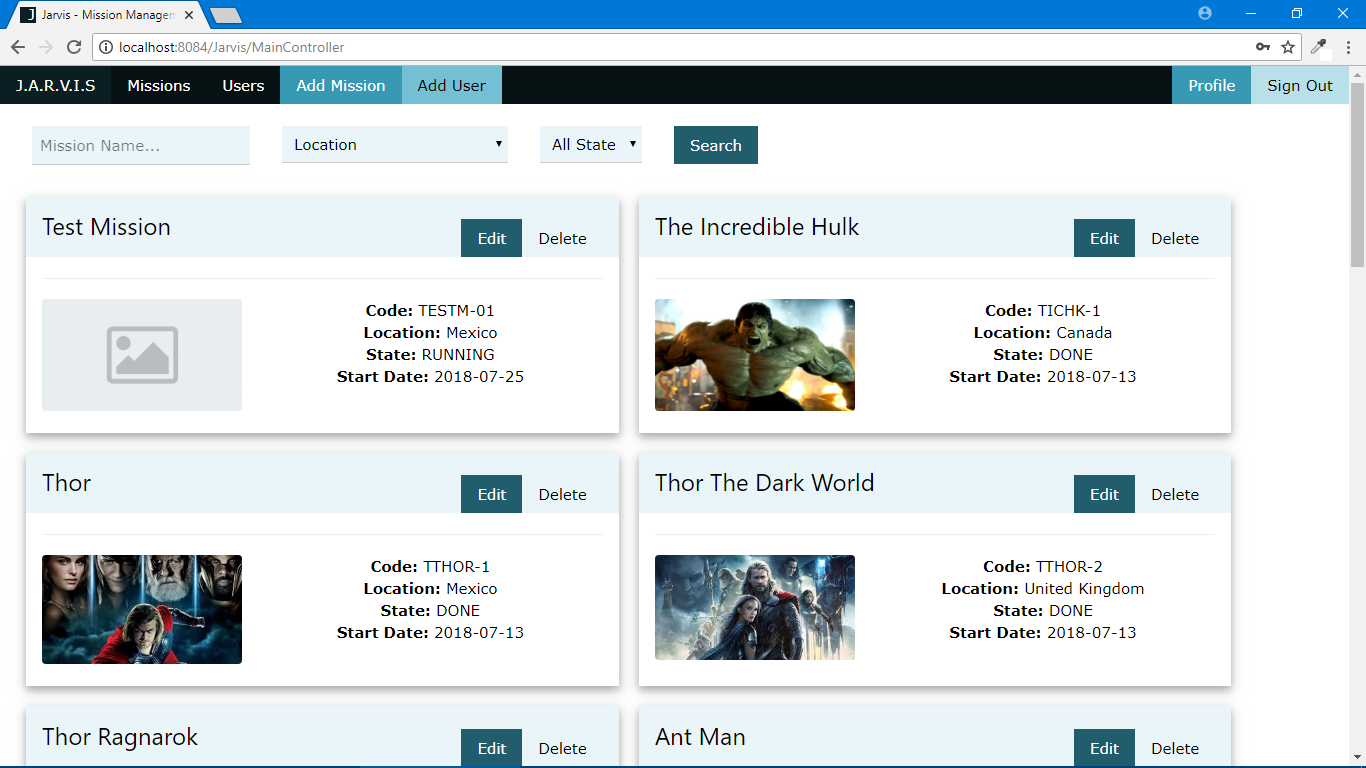 Jarvis - Mission Managem
localhost:8084/Jarvis/MainController
J.A.R.V.I.S Missions Users Add Mission Add User Profile Sign Out
Mission Name... Location All State Search
Test Mission Edit Delete
Code: TESTM-01
Location: Mexico
State: RUNNING
Start Date: 2018-07-25
The Incredible Hulk Edit Delete
Code: TICHK-1
Location: Canada
State: DONE
Start Date: 2018-07-13
Thor Edit Delete
Code: TTHOR-1
Location: Mexico
State: DONE
Start Date: 2018-07-13
Thor The Dark World Edit Delete
Code: TTHOR-2
Location: United Kingdom
State: DONE
Start Date: 2018-07-13
Thor Ragnarok Edit Delete
Ant Man Edit Delete